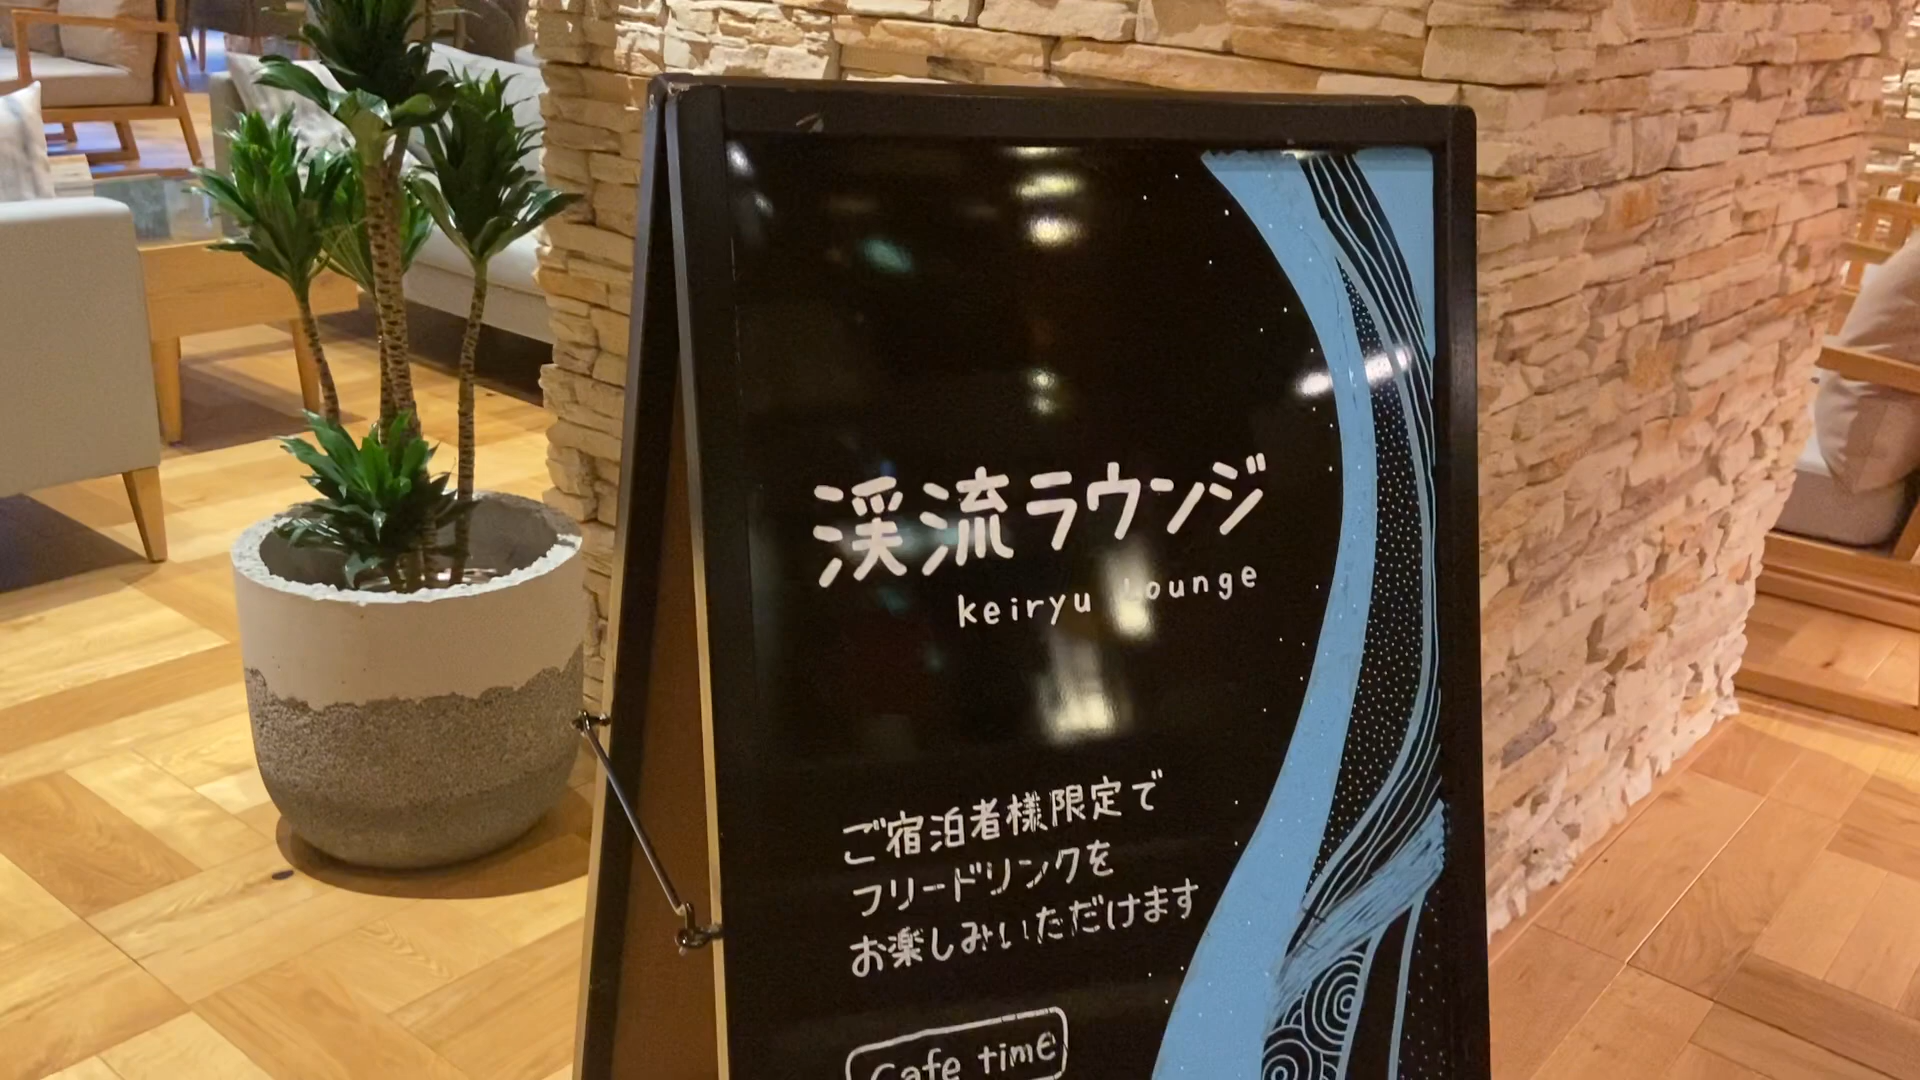 渓流ラウンジ
keiryu Lounge
ご宿泊者様限定で
フリードリンクを
お楽しみいただけます
Cafe time